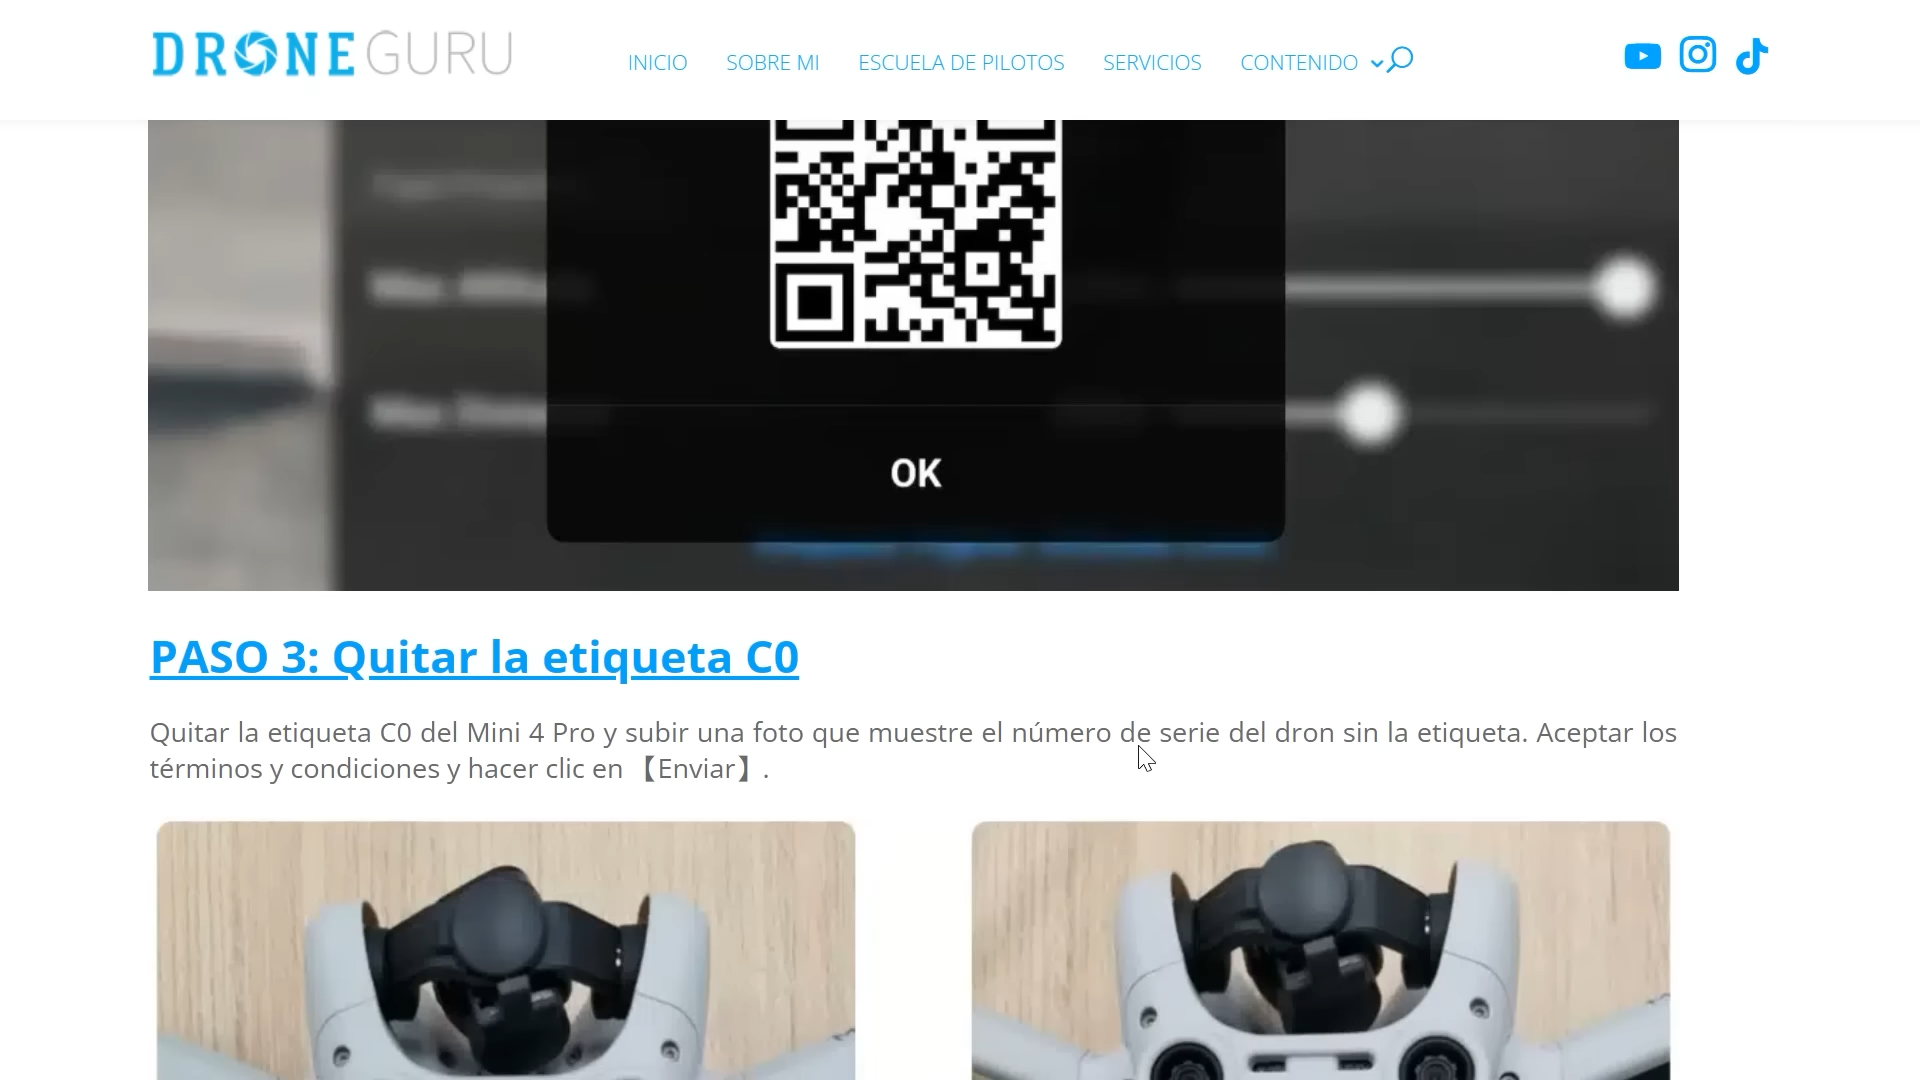 DRONE GURU
INICIO SOBRE MI ESCUELA DE PILOTOS SERVICIOS CONTENIDO
OK
PASO 3: Quitar la etiqueta C0
Quitar la etiqueta C0 del Mini 4 Pro y subir una foto que muestre el número de serie del dron sin la etiqueta. Aceptar los
términos y condiciones y hacer clic en 【Enviar】.